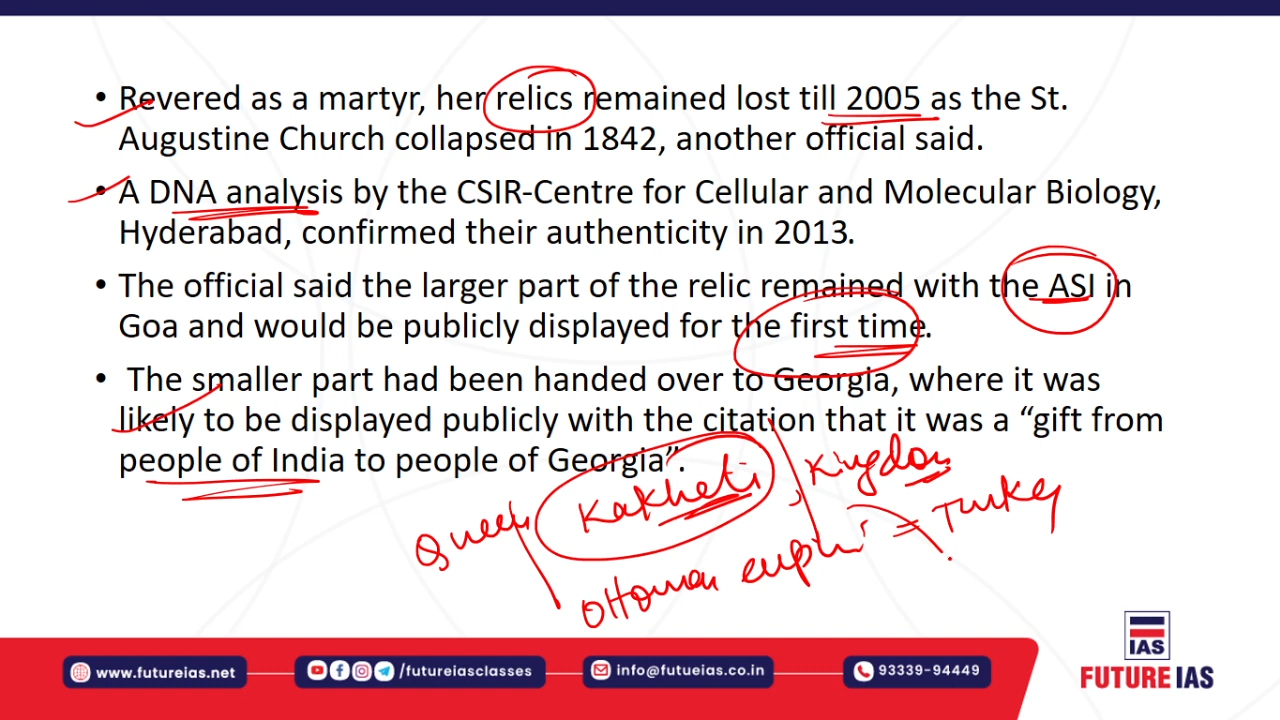 • Revered as a martyr, her relics remained lost till 2005 as the St.
Augustine Church collapsed in 1842, another official said.
• A DNA analysis by the CSIR-Centre for Cellular and Molecular Biology,
Hyderabad, confirmed their authenticity in 2013.
• The official said the larger part of the relic remained with the ASI in
Goa and would be publicly displayed for the first time.
• The smaller part had been handed over to Georgia, where it was
likely to be displayed publicly with the citation that it was a “gift from
people of India to people of Georgia”.
Queen Kakheti, Kingdom
Ottoman = Turkey
IAS
FUTURE IAS
www.futureias.net
/futureiasclasses
info@futueias.co.in
93339-94449